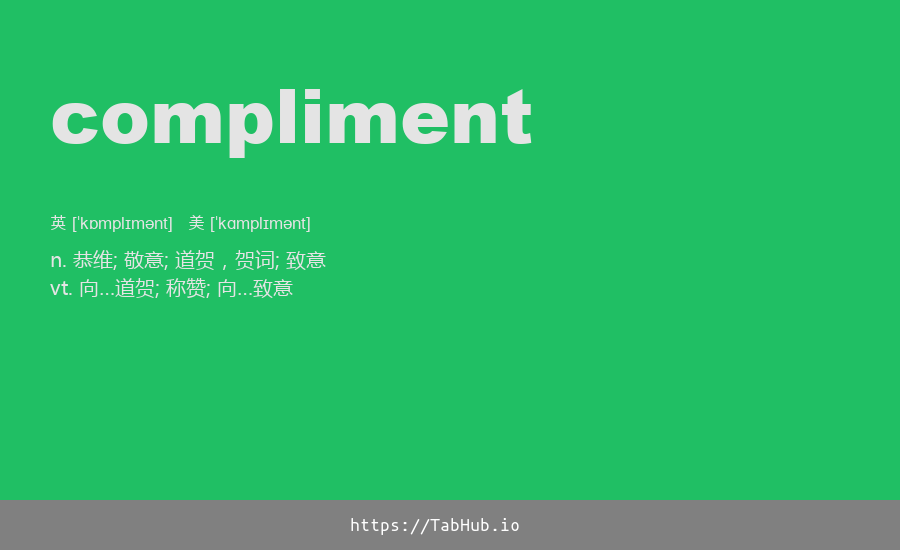 compliment
英 [ˈkɒmplɪmənt] 美 [ˈkɑmplɪmənt]
n. 恭维; 敬意; 道贺，贺词; 致意
vt. 向...道贺; 称赞; 向...致意
https://TabHub.io